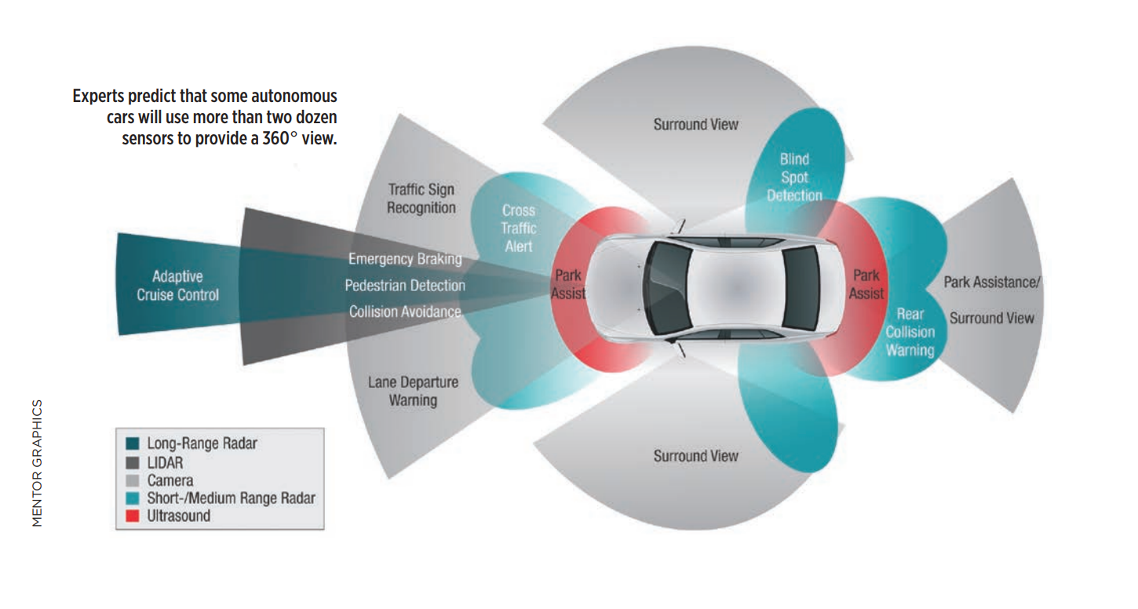 Experts predict that some autonomous
cars will use more than two dozen
sensors to provide a 360° view.
Surround View
Blind
Spot
Detection
Traffic Sign
Recognition
Cross
Traffic
Alert
Adaptive
Cruise Control
Emergency Braking
Pedestrian Detection
Collision Avoidance
Park
Assist
Park
Assist
Park Assistance/
Surround View
Rear
Collision
Warning
Lane Departure
Warning
Surround View
Long-Range Radar
LIDAR
Camera
Short-/Medium Range Radar
Ultrasound
MENTOR GRAPHICS